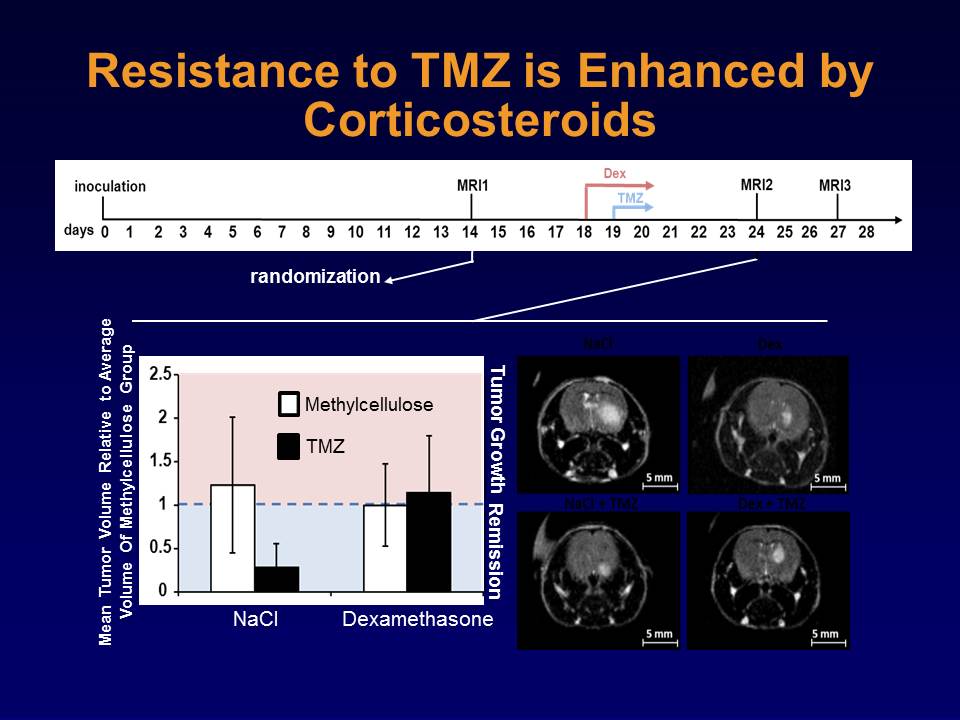 Resistance to TMZ is Enhanced by
Corticosteroids
inoculation
MRI1
Dex
TMZ
MRI2
MRI3
days 0 1 2 3 4 5 6 7 8 9 10 11 12 13 14 15 16 17 18 19 20 21 22 23 24 25 26 27 28
randomization
Mean Tumor Volume Relative to Average
Volume Of Methylcellulose Group
2.5
2
1.5
1
0.5
0
Methylcellulose
TMZ
NaCl
Dexamethasone
Tumor Growth Remission
NaCl
Dex
5 mm
5 mm
NaCl + TMZ
Dex + TMZ
5 mm
5 mm